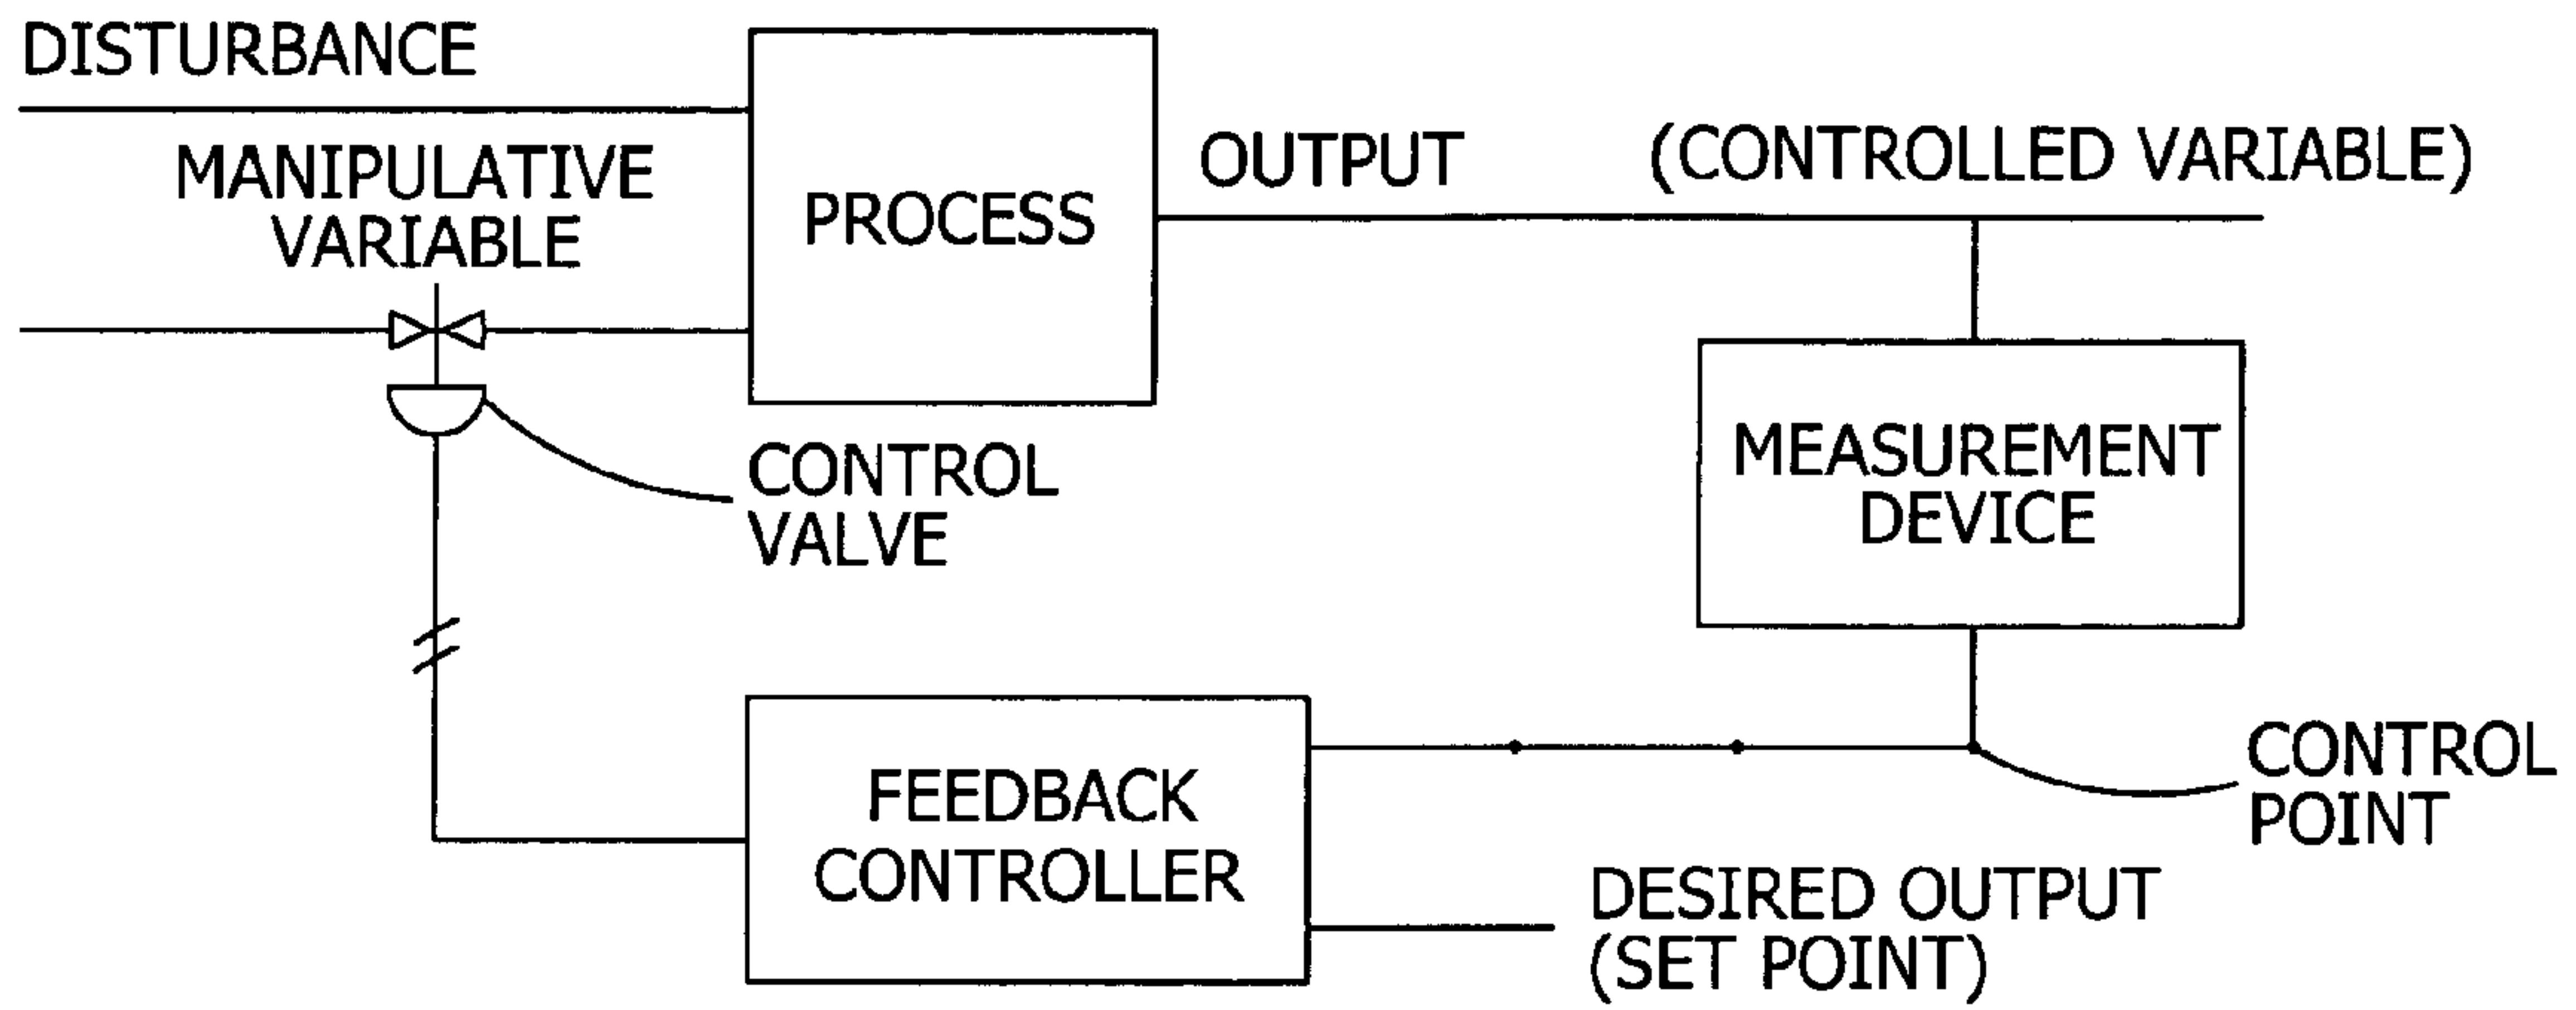 DISTURBANCE
MANIPULATIVE
VARIABLE
PROCESS
OUTPUT
(CONTROLLED VARIABLE)
CONTROL
VALVE
MEASUREMENT
DEVICE
FEEDBACK
CONTROLLER
CONTROL
POINT
DESIRED OUTPUT
(SET POINT)